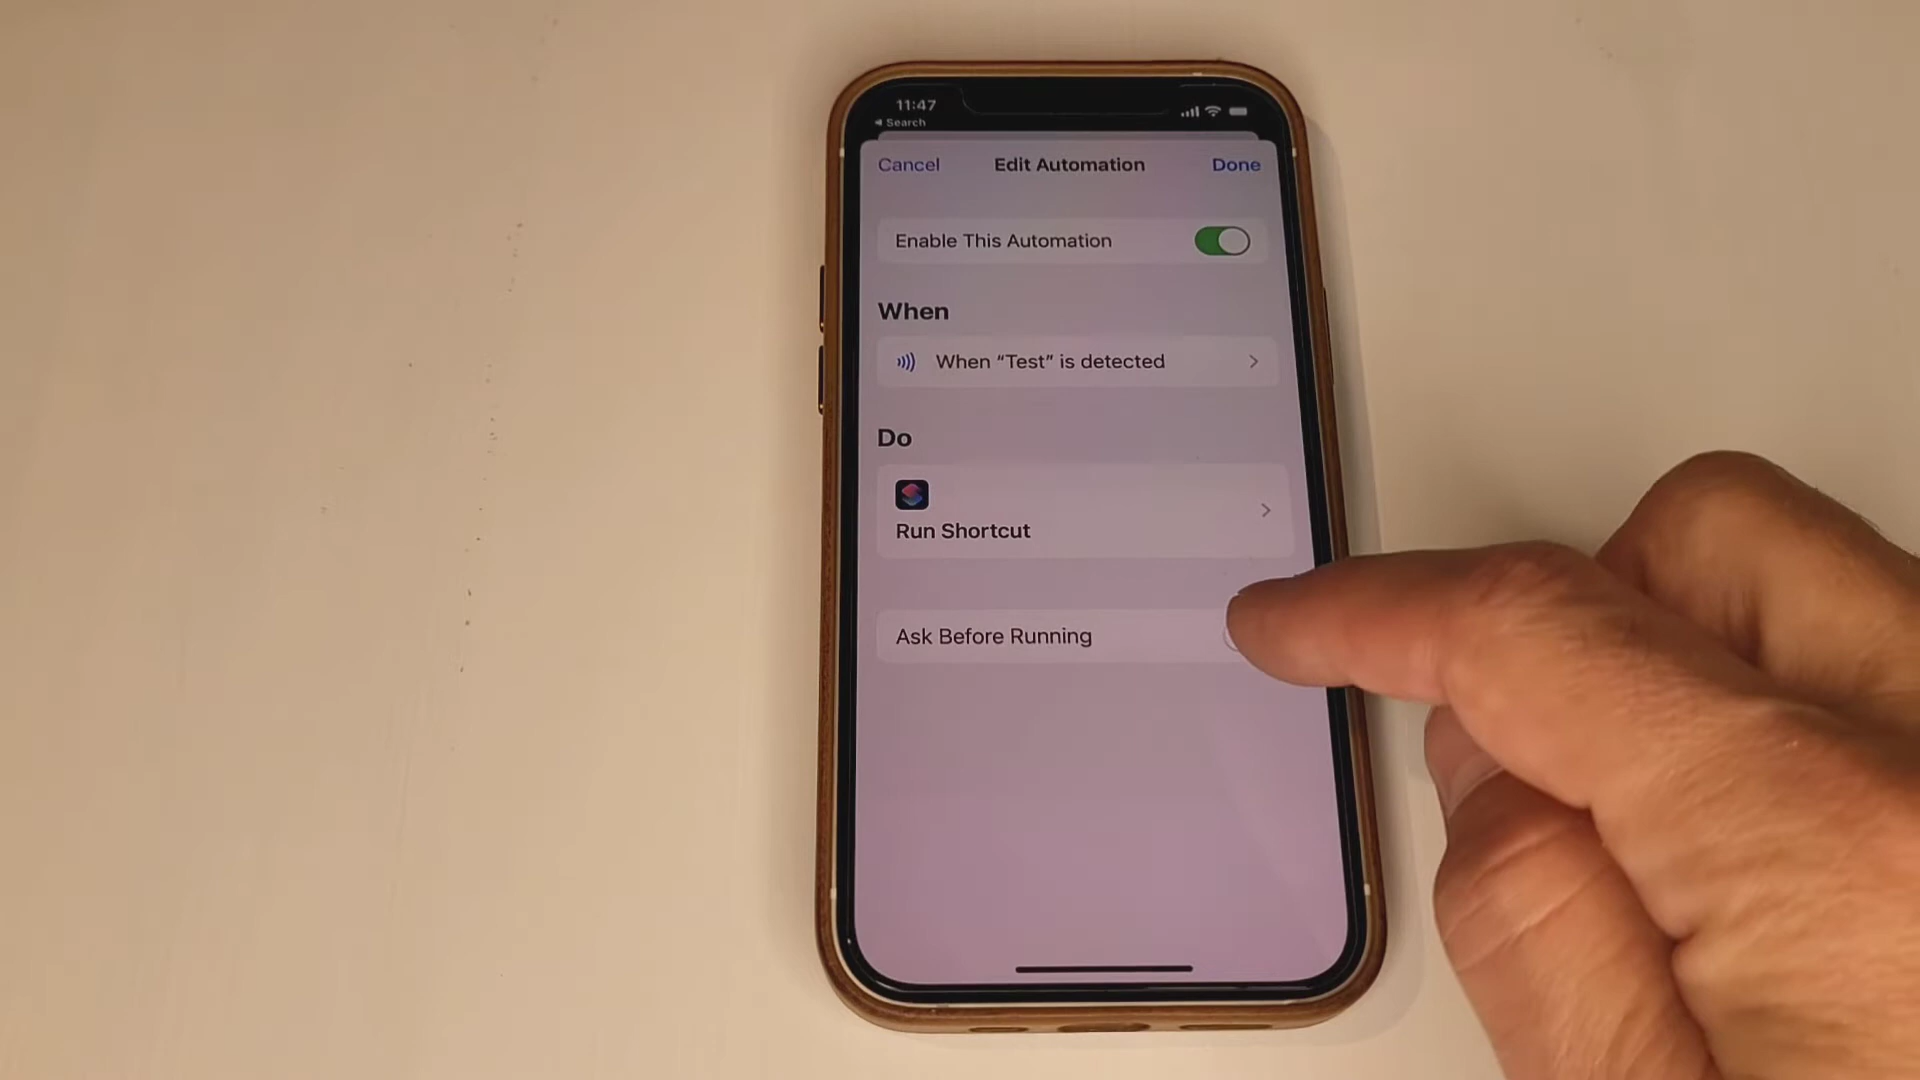 11:47
Search
Cancel
Edit Automation
Done
Enable This Automation
When
When “Test” is detected
Do
Run Shortcut
Ask Before Running